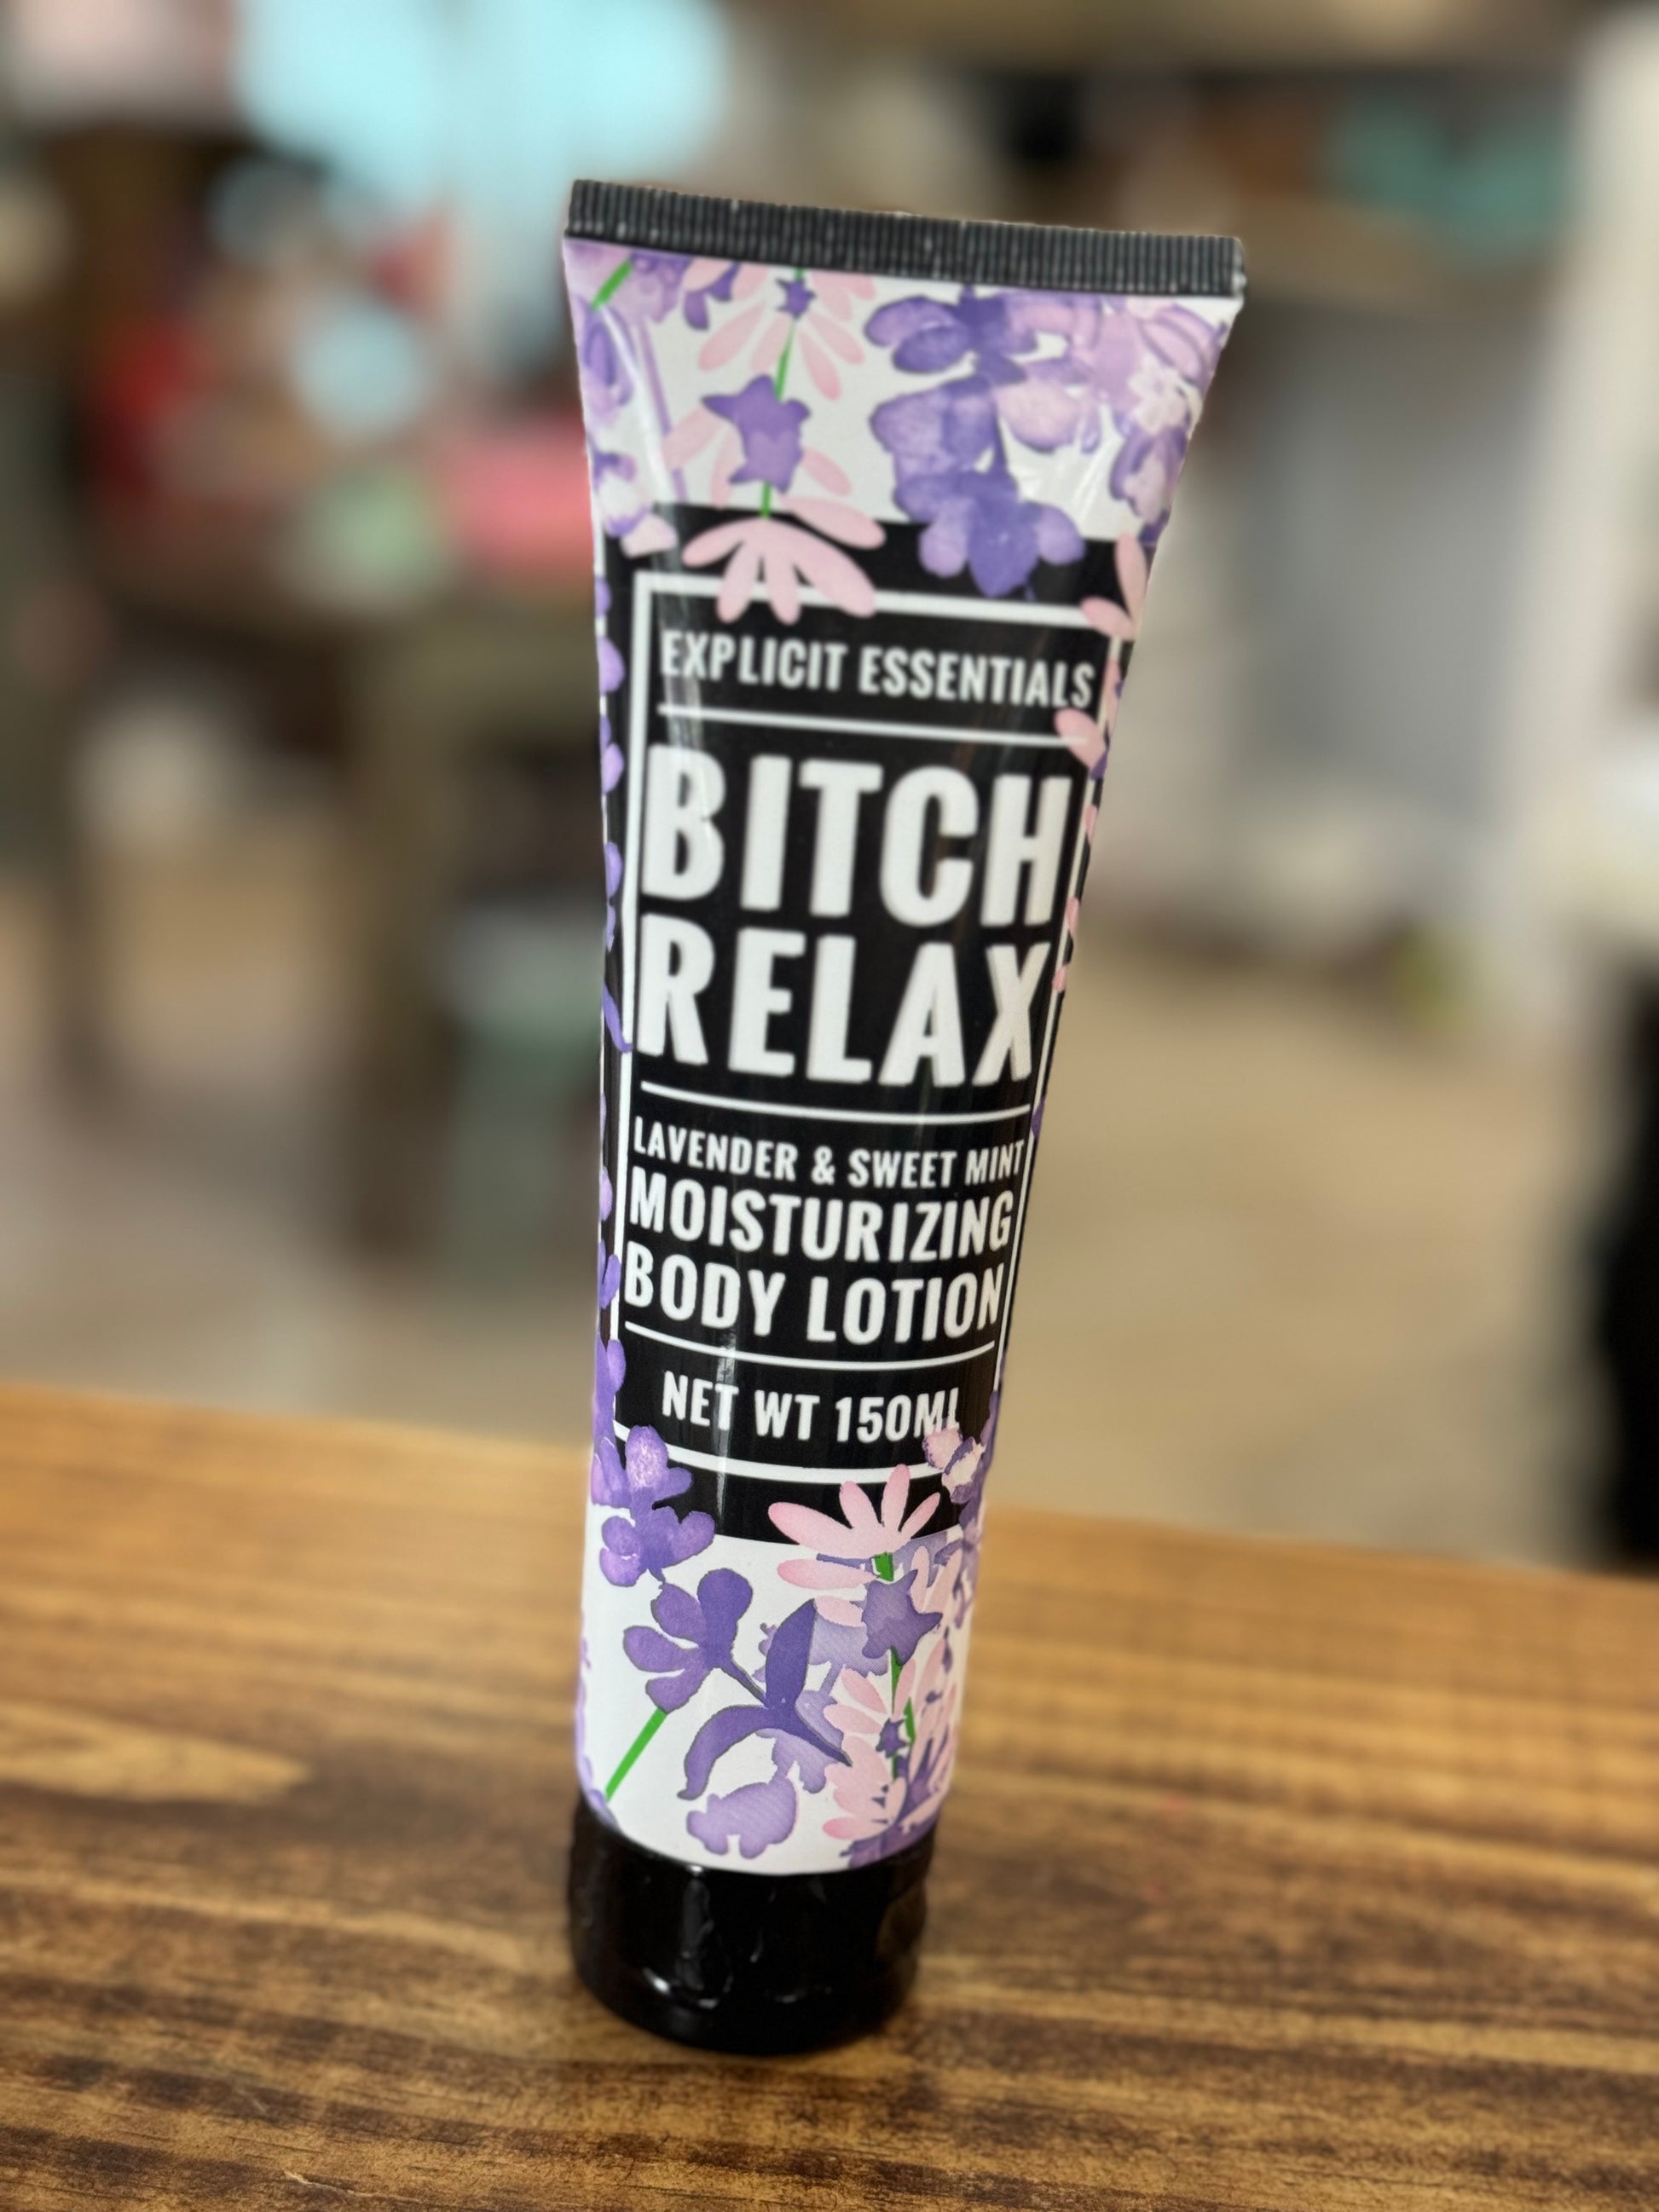 EXPLICIT ESSENTIALS
BITCH
RELAX
LAVENDER & SWEET MINT
MOISTURIZING
BODY LOTION
NET WT 150ML